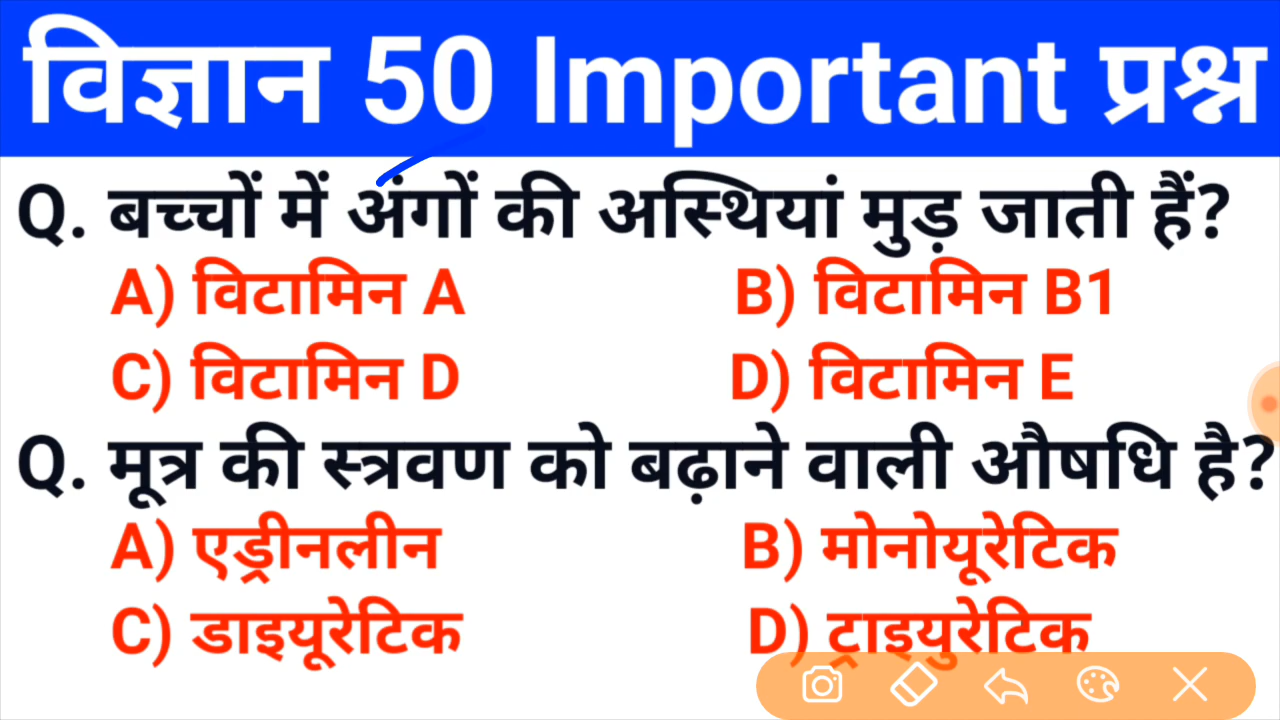 विज्ञान 50 Important प्रश्न
Q. बच्चों में अंगों की अस्थियां मुड़ जाती हैं?
A) विटामिन A B) विटामिन B1
C) विटामिन D D) विटामिन E
Q. मूत्र की स्त्रवण को बढ़ाने वाली औषधि है?
A) एड्रीनलीन B) मोनोयूरेटिक
C) डाइयूरेटिक D) ट्राइयुरेटिक